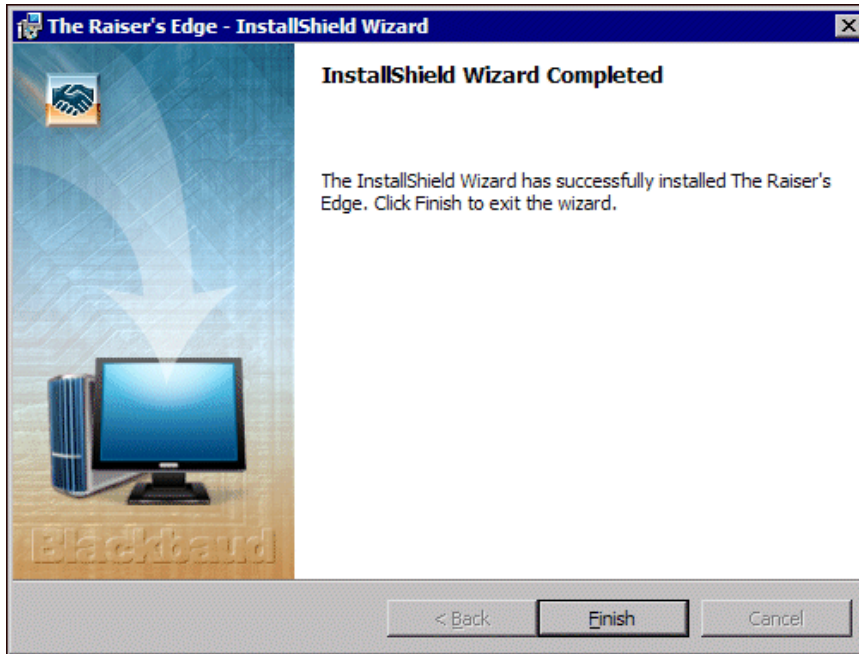 The Raiser's Edge - InstallShield Wizard
InstallShield Wizard Completed
The InstallShield Wizard has successfully installed The Raiser's
Edge. Click Finish to exit the wizard.
Blackbaud
< Back
Finish
Cancel